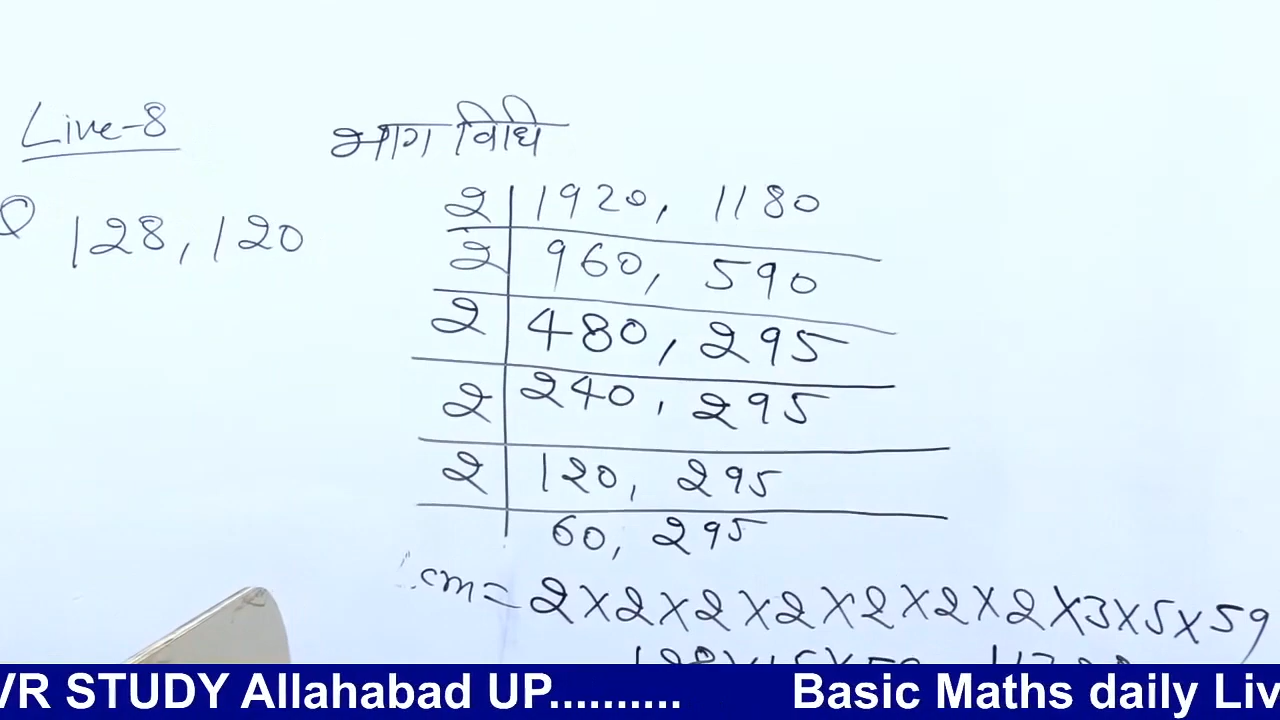 Live-8
भाग विधि
Q 128, 120
2 | 1920, 1180
2 | 960, 590
2 | 480, 295
2 | 240, 295
2 | 120, 295
60, 295
cm = 2×2×2×2×2×2×2×3×5×59
VR STUDY Allahabad UP.......... Basic Maths daily Liv